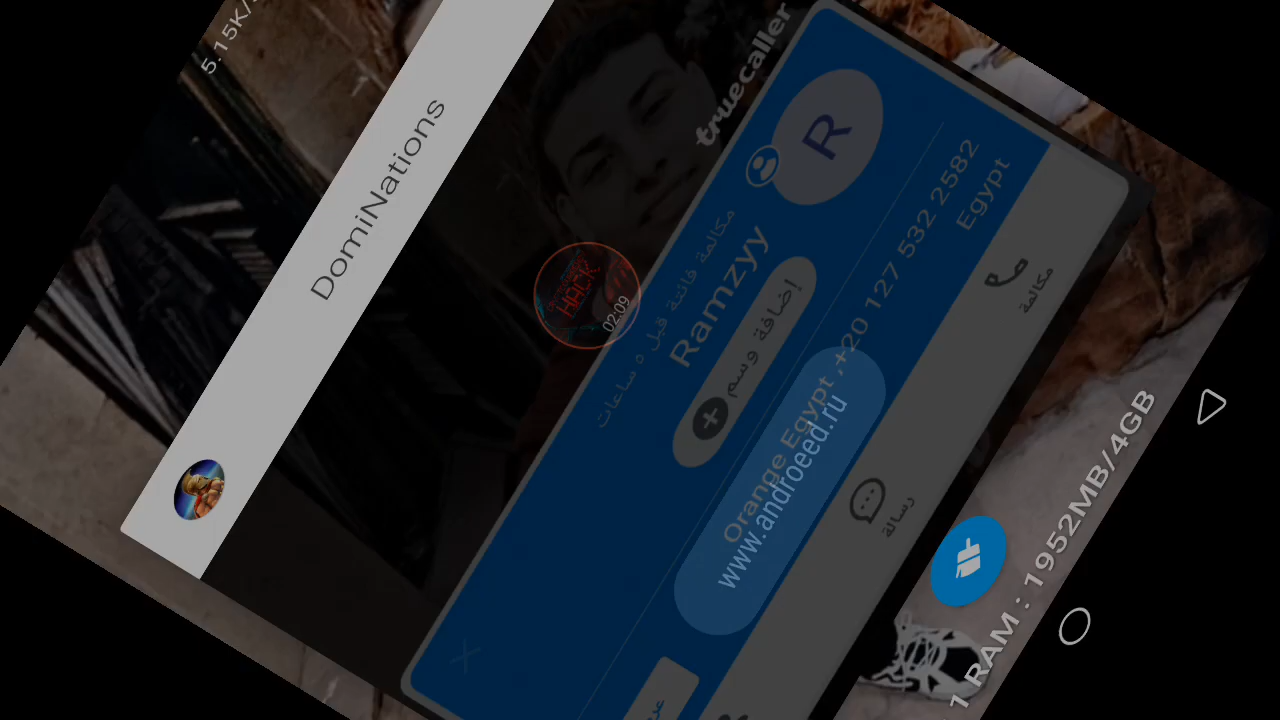 5.15K/
DomiNations
truecaller
R
مكالمة فائتة قبل ٥ ساعات
Ramzyy
إضافة وسم
+20 127 532 2582
Orange Egypt,
Egypt
www.androeed.ru
02:09
HACK
مكالمة
رسالة
1 RAM : 1952MB/4GB